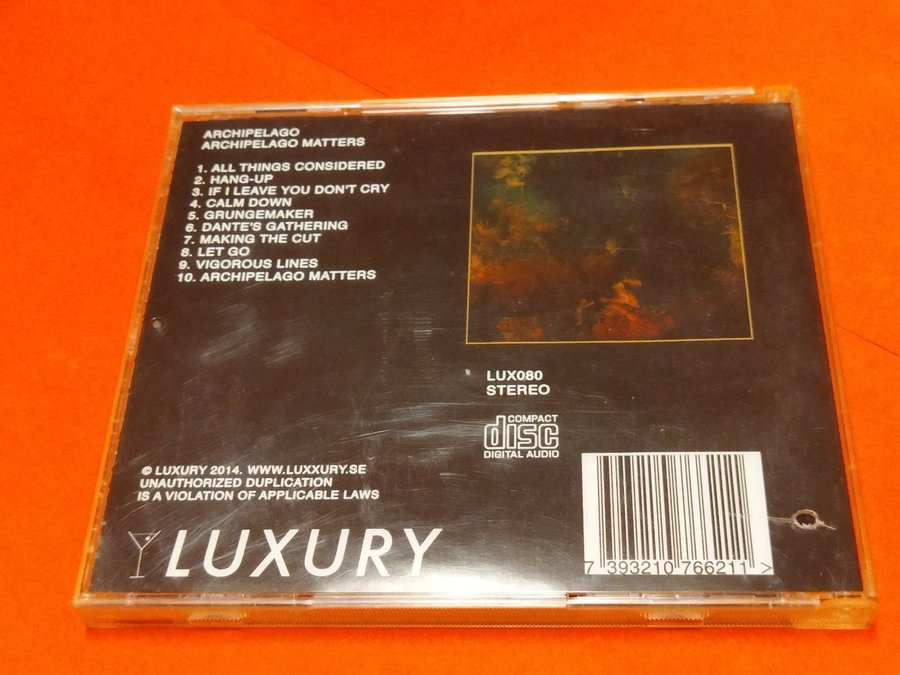 ARCHIPELAGO
ARCHIPELAGO MATTERS
1. ALL THINGS CONSIDERED
2. HANG-UP
3. IF I LEAVE YOU DON'T CRY
4. CALM DOWN
5. GRUNGEMAKER
6. DANTE'S GATHERING
7. MAKING THE CUT
8. LET GO
9. VIGOROUS LINES
10. ARCHIPELAGO MATTERS
LUX080
STEREO
COMPACT
disc
DIGITAL AUDIO
© LUXURY 2014. WWW.LUXXURY.SE
UNAUTHORIZED DUPLICATION
IS A VIOLATION OF APPLICABLE LAWS
LUXURY
7 393210 766211 >